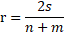 r = 2s / n + m